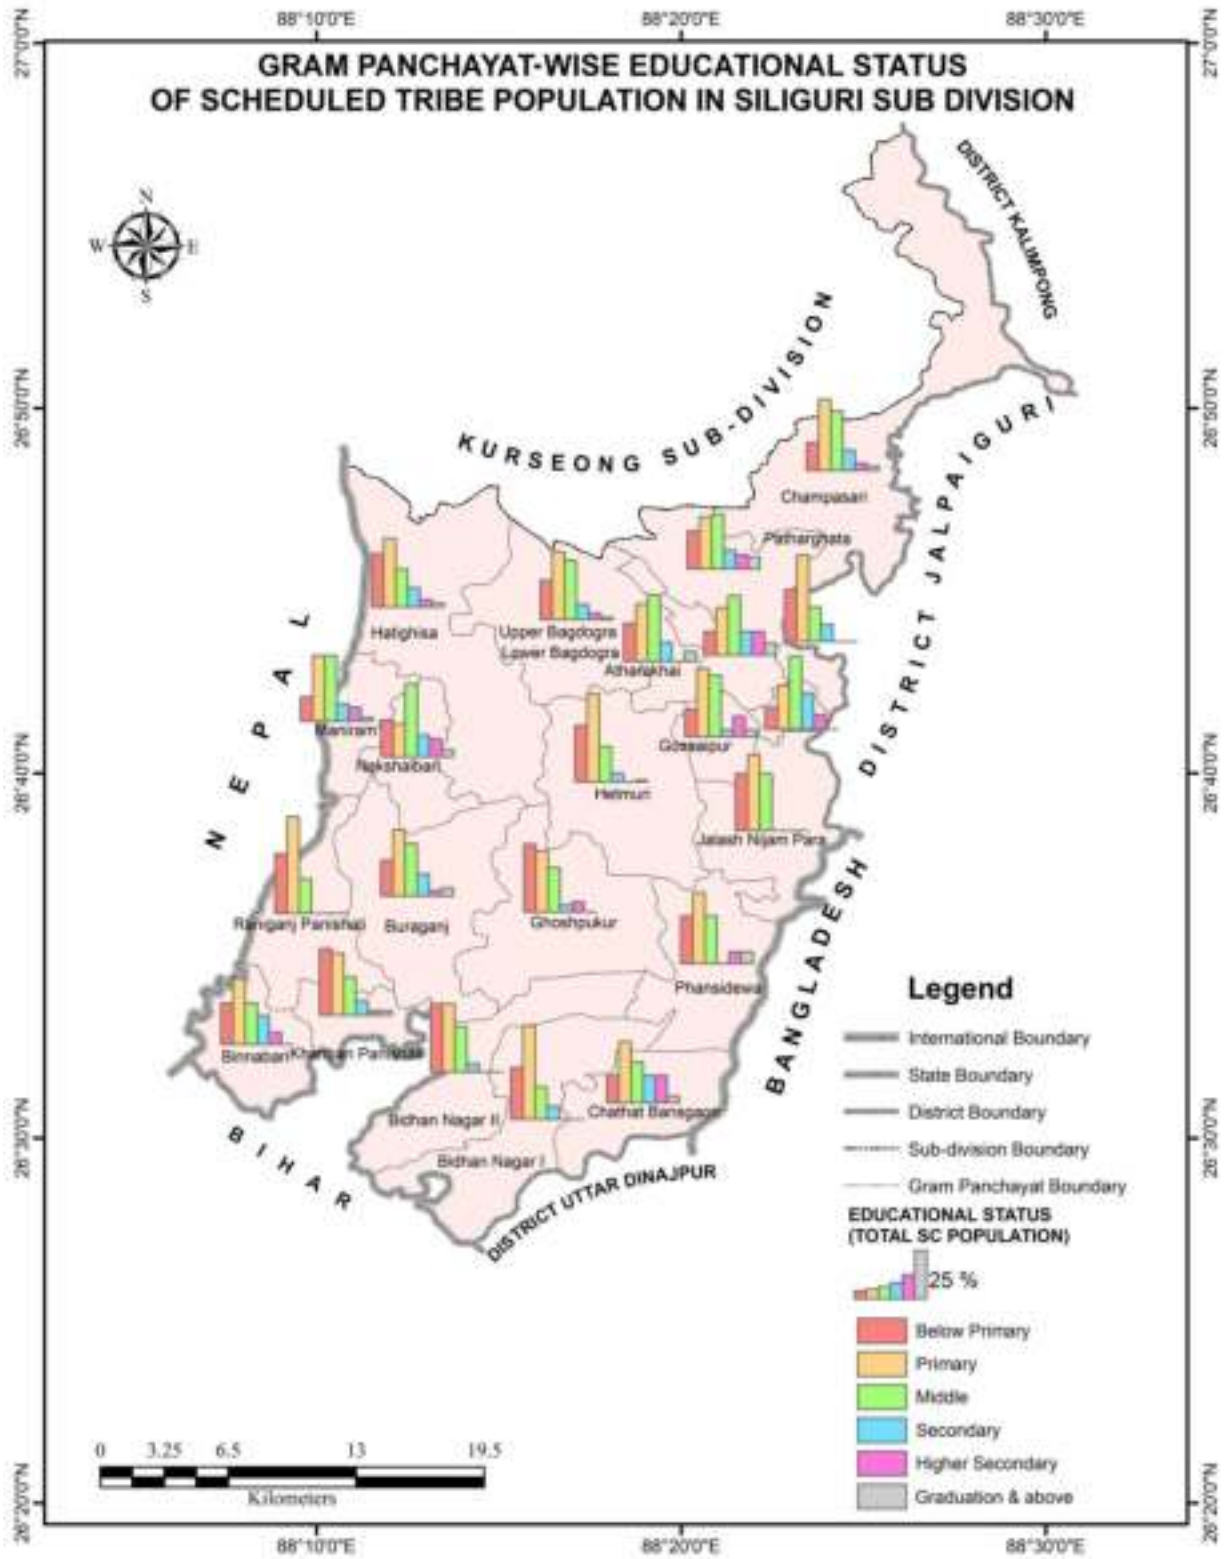 88°10'0"E 88°20'0"E 88°30'0"E
27°0'0"N 27°0'0"N
GRAM PANCHAYAT-WISE EDUCATIONAL STATUS
OF SCHEDULED TRIBE POPULATION IN SILIGURI SUB DIVISION
N
W E
S
DISTRICT KALIMPONG
KURSEONG SUB-DIVISION
26°50'0"N 26°50'0"N
DISTRICT JALPAIGURI
Champasari
Patharghata
NEPAL
Hatighisa
Upper Bagdogra
Lower Bagdogra
Atharakhai
Maniram
Gossaipur
Nakshalbari
26°40'0"N 26°40'0"N
Hetmuri
Jalash Nijam Para
Raniganj Panishali
Buraganj
Ghoshpukur
Phansidewa
BANGLADESH
Binnabari
Bidhan Nagar II
Chathat Bansgaon
26°30'0"N 26°30'0"N
Bidhan Nagar I
BIHAR
DISTRICT UTTAR DINAJPUR
Legend
International Boundary
State Boundary
District Boundary
Sub-division Boundary
Gram Panchayat Boundary
EDUCATIONAL STATUS
(TOTAL SC POPULATION)
25 %
Below Primary
Primary
Middle
Secondary
Higher Secondary
Graduation & above
0 3.25 6.5 13 19.5
Kilometers
26°20'0"N 26°20'0"N
88°10'0"E 88°20'0"E 88°30'0"E